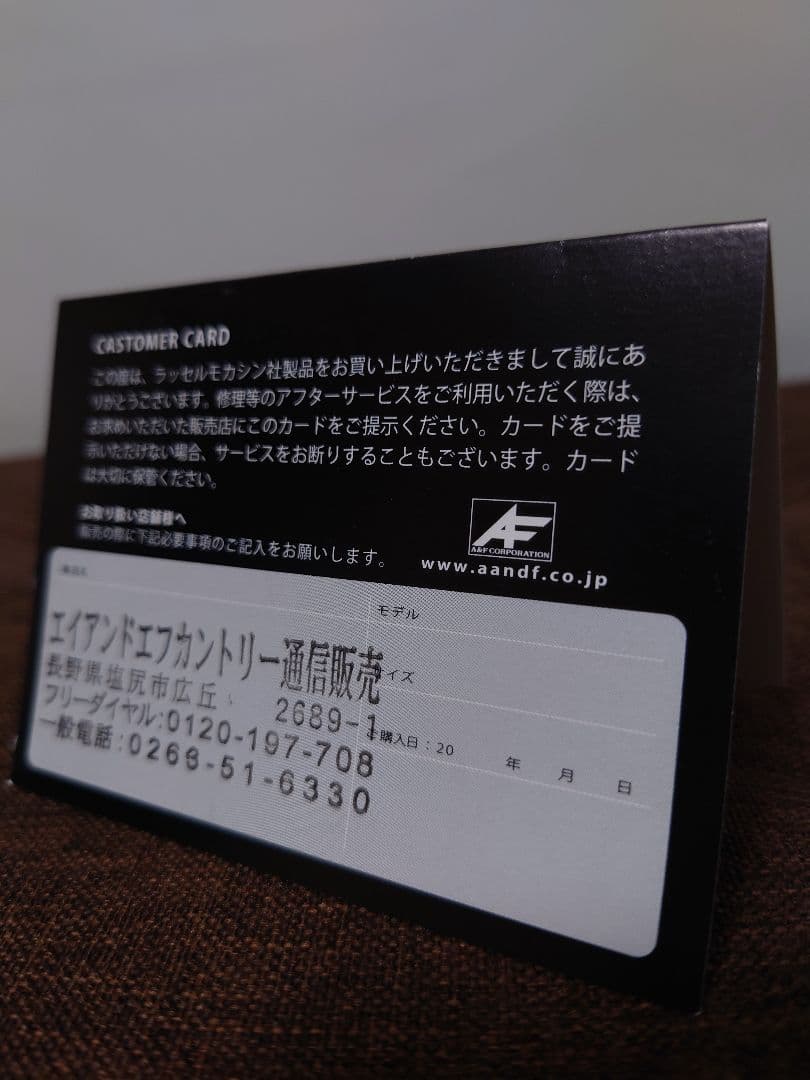 CASTOMER CARD
この度は、ラッセルモカシン社製品をお買い上げいただきまして誠にあ
りがとうございます。修理等のアフターサービスをご利用いただく際は、
お求めいただいた販売店にこのカードをご提示ください。カードをご提
示いただけない場合、サービスをお断りすることもございます。カード
は大切に保管ください。
お取り扱い店舗様へ
販売の際に下記必要事項のご記入をお願いします。
AF
A&F CORPORATION
www.aandf.co.jp
モデル
エイアンドエフカントリー通信販売
サイズ
長野県塩尻市広丘 2689-1
フリーダイヤル:0120-197-708
ご購入日:20 年 月 日
一般電話:0268-51-6330